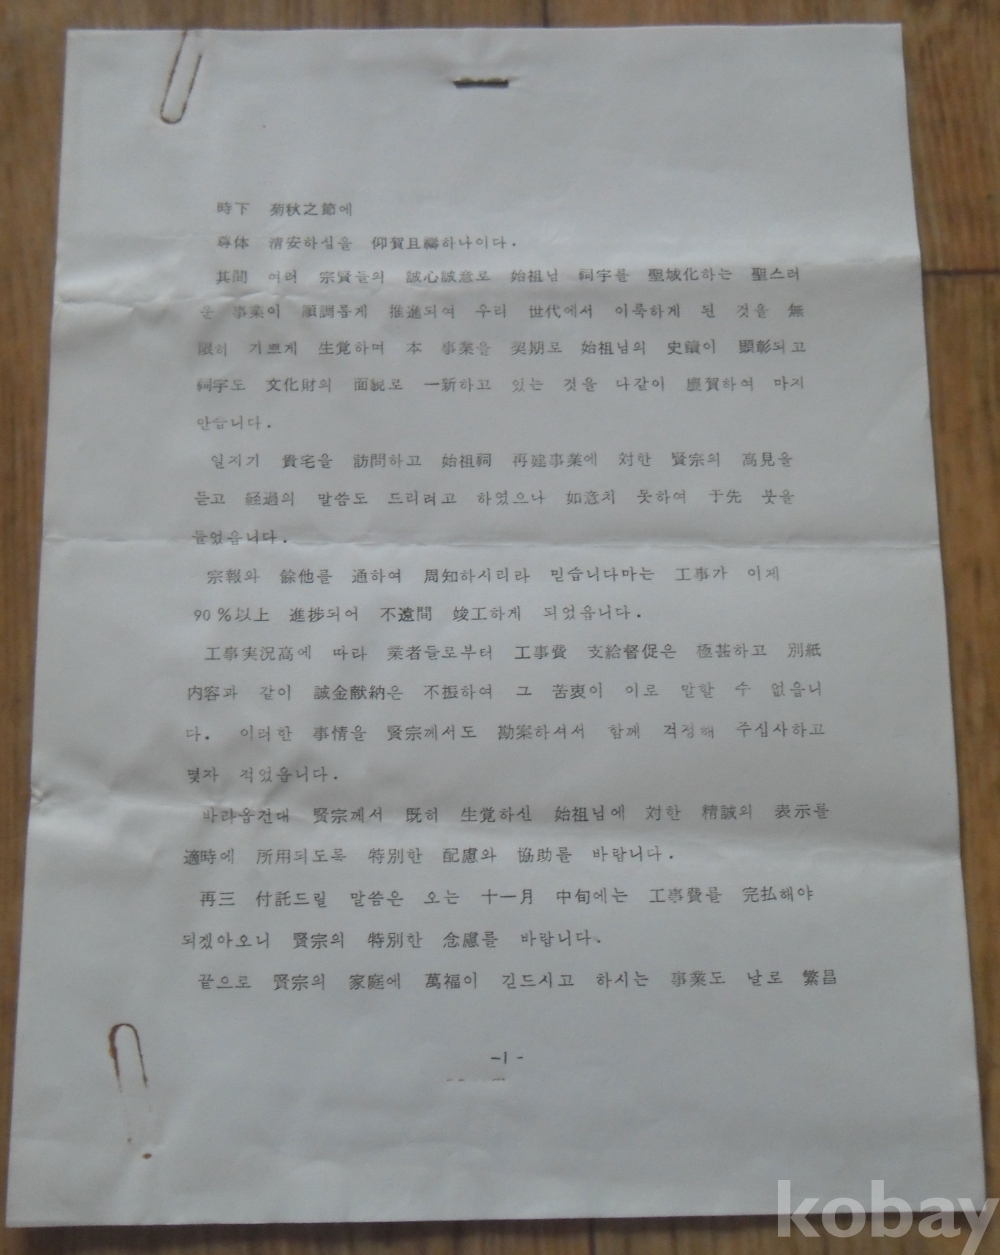 時下 菊秋之節에
尊体 淸安하심을 仰賀且禱하나이다.
其間 여러 宗賢들의 誠心誠意로 始祖님 祠宇를 聖域化하는 聖스러
운 事業이 順調롭게 推進되여 우리 世代에서 이룩하게 된 것을 無
限히 기쁘게 生覚하며 本 事業을 契期로 始祖님의 史蹟이 顯彰되고
祠宇도 文化財의 面貌로 一新하고 있는 것을 다같이 慶賀하여 마지
안습니다.
일지기 貴宅을 訪問하고 始祖祠 再建事業에 対한 賢宗의 高見을
듣고 経過의 말씀도 드리려고 하였으나 如意치 못하여 于先 붓을
들었읍니다.
宗報와 餘他를 通하여 周知하시리라 믿습니다마는 工事가 이제
90%以上 進捗되어 不遠間 竣工하게 되었읍니다.
工事実況高에 따라 業者들로부터 工事費 支給督促은 極甚하고 別紙
内容과 같이 誠金献納은 不振하여 그 苦衷이 이로 말할 수 없읍니
다. 이러한 事情을 賢宗께서도 勘案하셔서 함께 걱정해 주십사하고
몇자 적었읍니다.
바라옵건대 賢宗께서 既히 生覚하신 始祖님에 対한 精誠의 表示를
適時에 所用되도록 特別한 配慮와 協助를 바랍니다.
再三 付託드릴 말씀은 오는 十一月 中旬에는 工事費를 完払해야
되겠아오니 賢宗의 特別한 念慮를 바랍니다.
끝으로 賢宗의 家庭에 萬福이 깃드시고 하시는 事業도 날로 繁昌
-1-
kobay